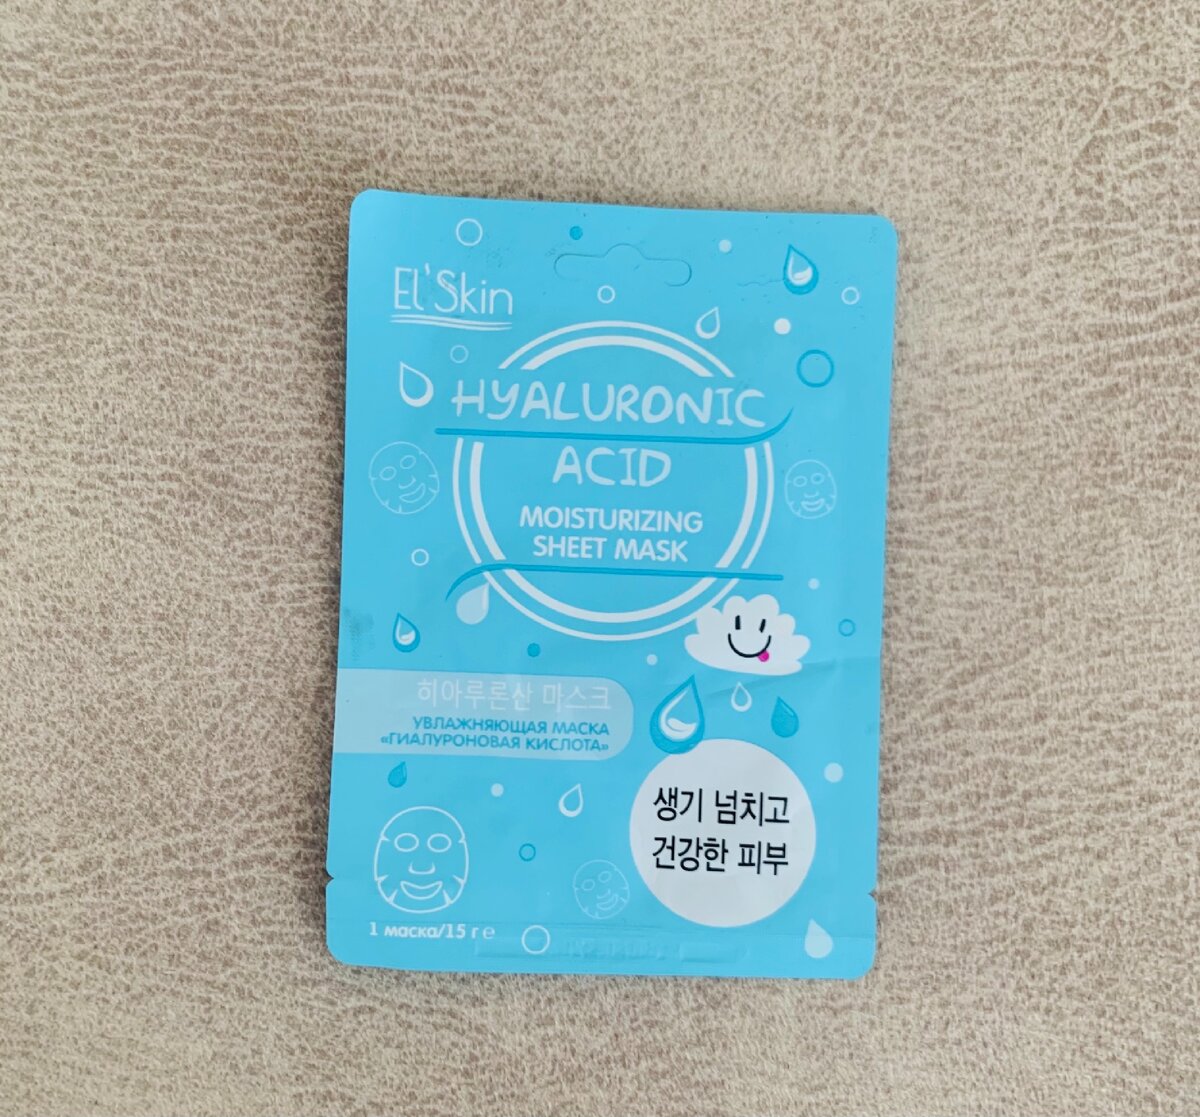 El'Skin
HYALURONIC
ACID
MOISTURIZING
SHEET MASK
히아루론산 마스크
УВЛАЖНЯЮЩАЯ МАСКА
«ГИАЛУРОНОВАЯ КИСЛОТА»
생기 넘치고
건강한 피부
1 маска/15 г ℮